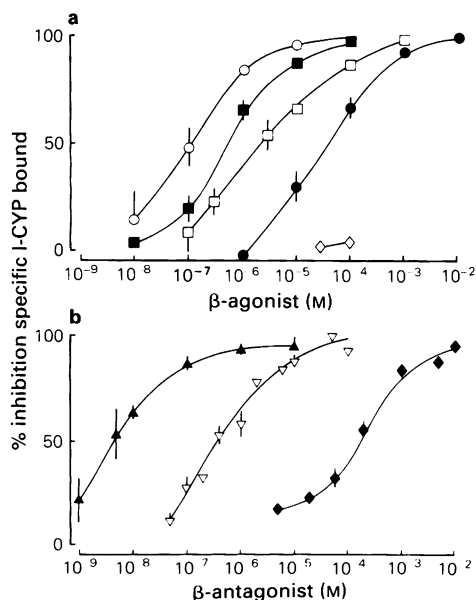 a
100
50
0
10⁻⁹ 10⁻⁸ 10⁻⁷ 10⁻⁶ 10⁻⁵ 10⁻⁴ 10⁻³ 10⁻²
β-agonist (M)
% inhibition specific I-CYP bound
b
100
50
0
10⁹ 10⁻⁸ 10⁻⁷ 10⁻⁶ 10⁻⁵ 10⁻⁴ 10⁻³ 10⁻²
β-antagonist (M)